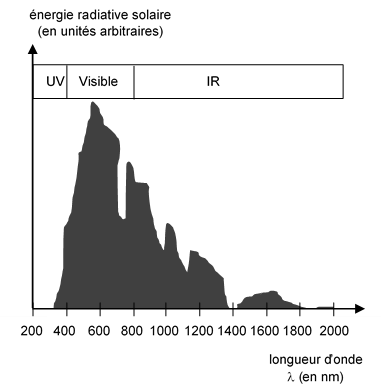 énergie radiative solaire
(en unités arbitraires)
UV Visible IR
200 400 600 800 1000 1200 1400 1600 1800 2000
longueur d'onde
λ (en nm)